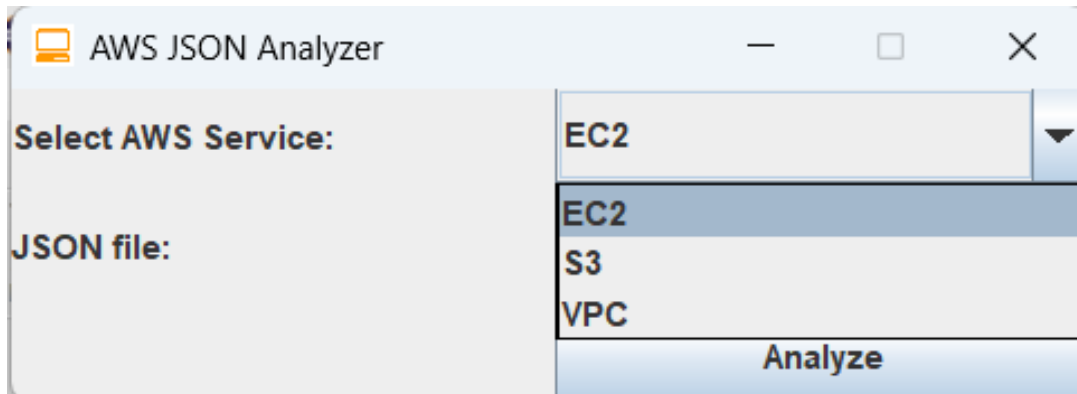 AWS JSON Analyzer
Select AWS Service:
EC2
EC2
JSON file:
S3
VPC
Analyze